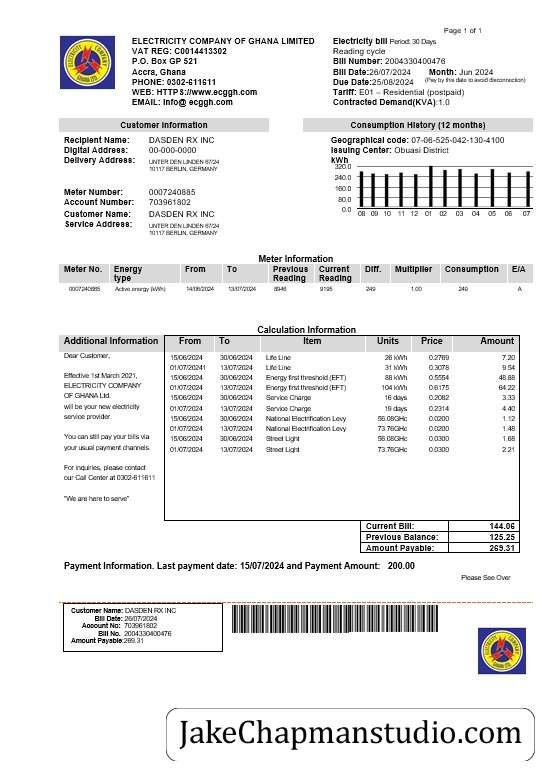 Page 1 of 1
ELECTRICITY COMPANY OF GHANA LIMITED
VAT REG: C0014413302
P.O. Box GP 521
Accra, Ghana
PHONE: 0302-611611
WEB: HTTPS://www.ecggh.com
EMAIL: info@ ecggh.com
Electricity bill Period: 30 Days
Reading cycle
Bill Number: 2004330400476
Bill Date:26/07/2024 Month: Jun 2024
Due Date:25/08/2024 (Pay by this date to avoid disconnection)
Tariff: E01 – Residential (postpaid)
Contracted Demand(KVA):1.0
Customer Information
Recipient Name: DASDEN RX INC
Digital Address: 00-000-0000
Delivery Address: UNTER DEN LINDEN 67/24
10117 BERLIN, GERMANY
Meter Number: 0007240885
Account Number: 703961802
Customer Name: DASDEN RX INC
Service Address: UNTER DEN LINDEN 67/24
10117 BERLIN, GERMANY
Consumption History (12 months)
Geographical code: 07-06-525-042-130-4100
Issuing Center: Obuasi District
kWh
320.0
240.0
160.0
80.0
0.0
08 09 10 11 12 01 02 03 04 05 06 07
Meter Information
Meter No. Energy type From To Previous Reading Current Reading Diff. Multiplier Consumption E/A
0007240885 Active energy (kWh) 14/06/2024 13/07/2024 8946 9195 249 1.00 249 A
Calculation Information
Additional Information From To Item Units Price Amount
Dear Customer,
Effective 1st March 2021,
ELECTRICITY COMPANY
OF GHANA Ltd.
will be your new electricity
service provider.
You can still pay your bills via
your usual payment channels.
For inquiries, please contact
our Call Center at 0302-611611
"We are here to serve"
15/06/2024 30/06/2024 Life Line 26 kWh 0.2769 7.20
01/07/20241 13/07/2024 Life Line 31 kWh 0.3078 9.54
15/06/2024 30/06/2024 Energy first threshold (EFT) 88 kWh 0.5554 48.88
01/07/2024 13/07/2024 Energy first threshold (EFT) 104 kWh 0.6175 64.22
15/06/2024 30/06/2024 Service Charge 16 days 0.2082 3.33
01/07/2024 13/07/2024 Service Charge 19 days 0.2314 4.40
15/06/2024 30/06/2024 National Electrification Levy 56.08GHc 0.0200 1.12
01/07/2024 13/07/2024 National Electrification Levy 73.76GHc 0.0200 1.48
15/06/2024 30/06/2024 Street Light 56.08GHc 0.0300 1.68
01/07/2024 13/07/2024 Street Light 73.76GHc 0.0300 2.21
Current Bill: 144.06
Previous Balance: 125.25
Amount Payable: 269.31
Payment Information. Last payment date: 15/07/2024 and Payment Amount: 200.00
Please See Over
Customer Name: DASDEN RX INC
Bill Date: 26/07/2024
Account No: 703961802
Bill No. 2004330400476
Amount Payable:269.31
JakeChapmanstudio.com